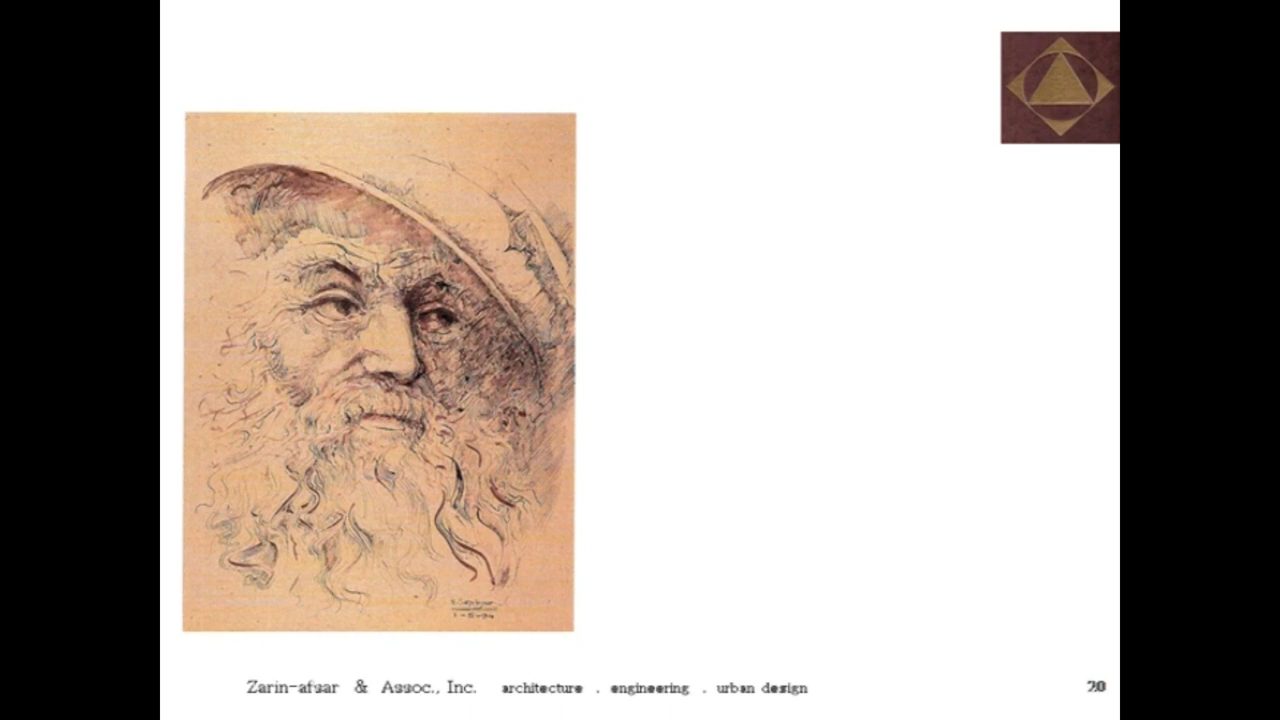 Zarin-afsar & Assoc., Inc. architecture . engineering . urban design 20